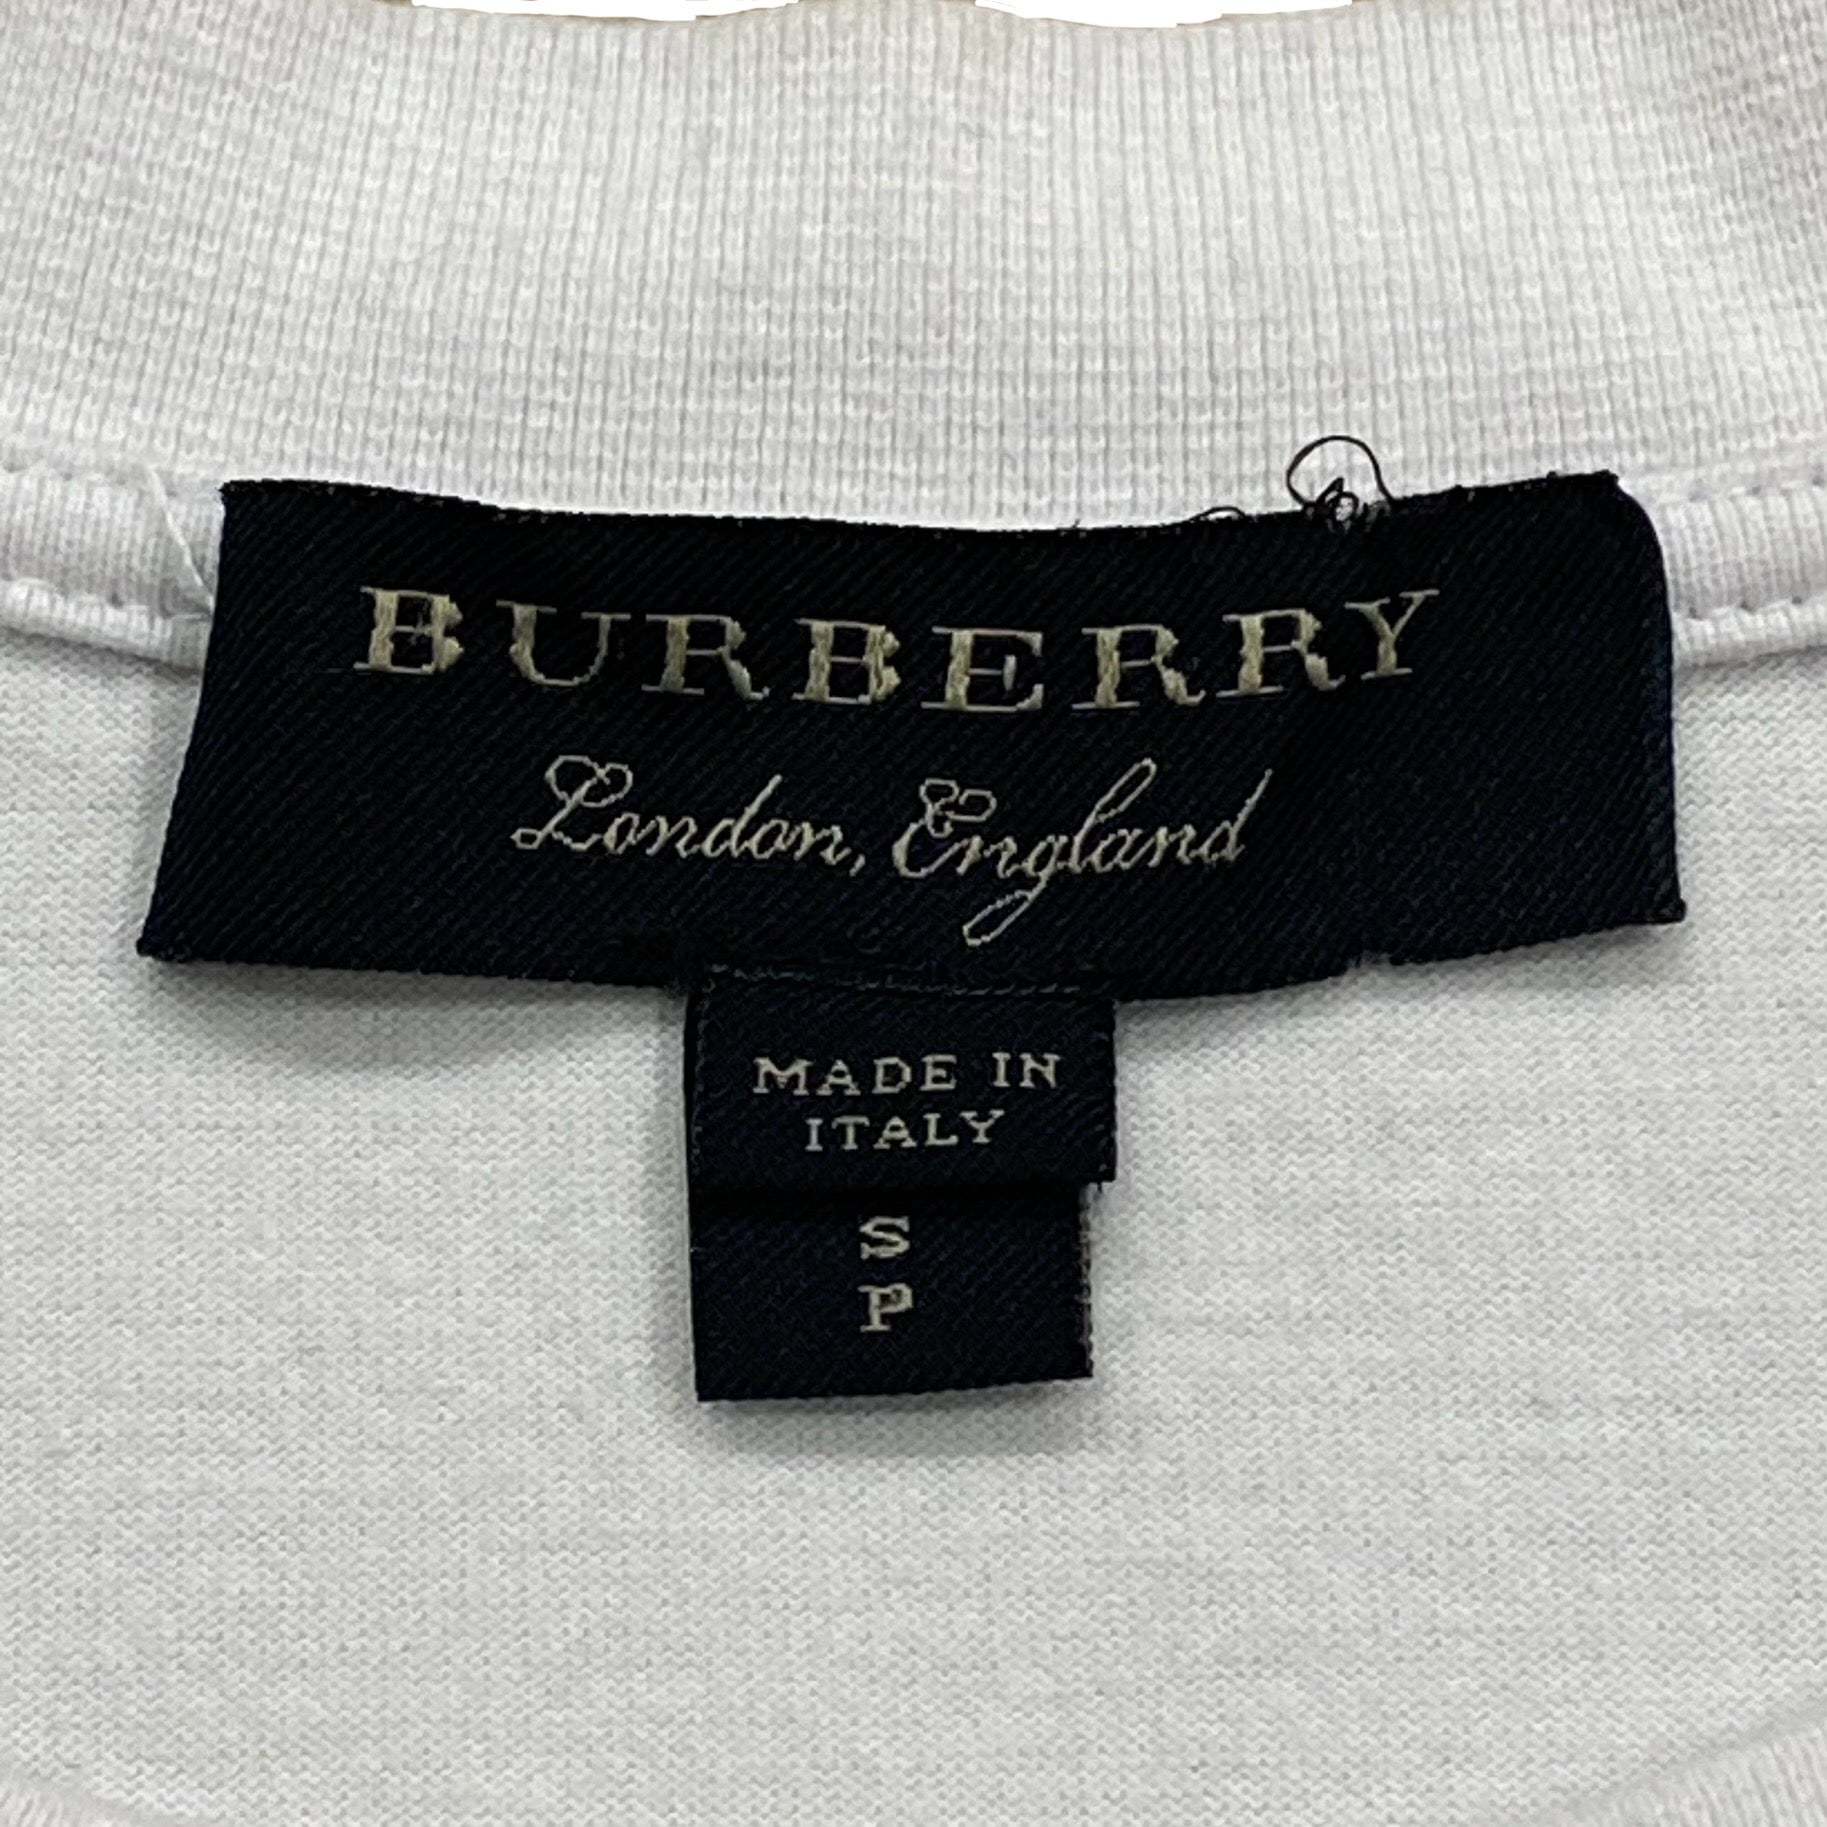 BURBERRY
London, England
MADE IN
ITALY
S
P